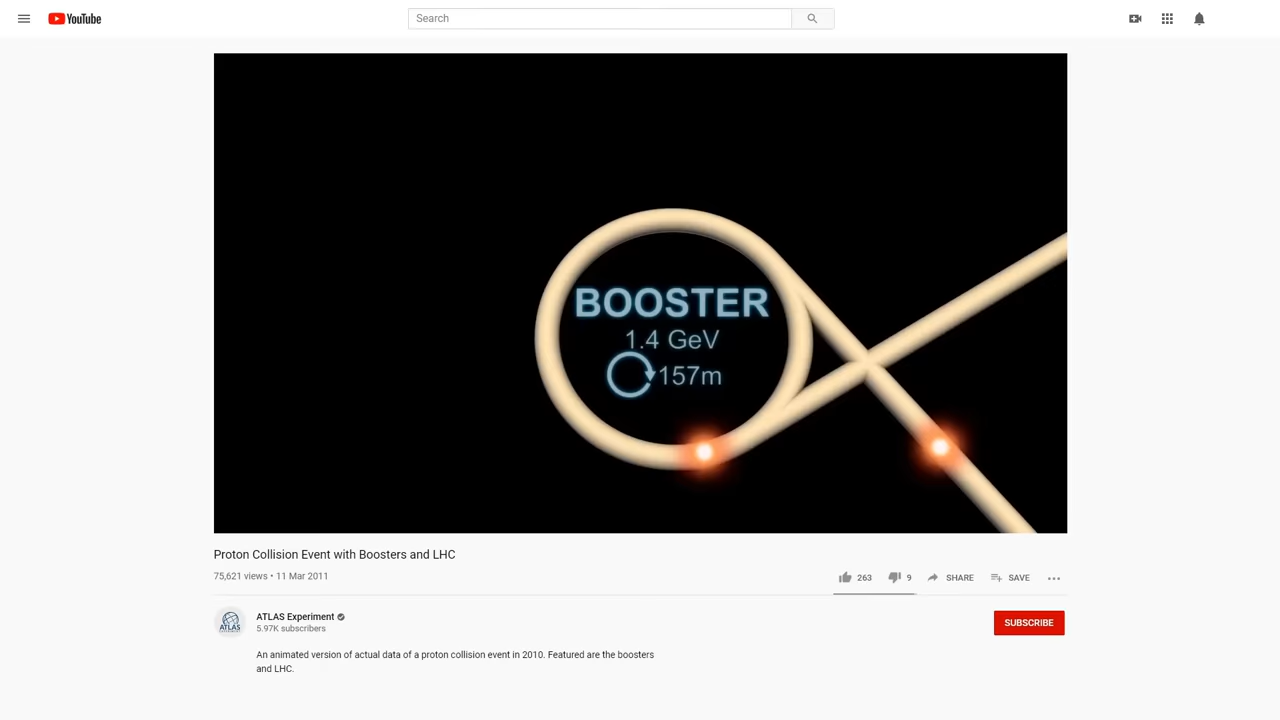 YouTube
Search
BOOSTER
1.4 GeV
157m
Proton Collision Event with Boosters and LHC
75,621 views • 11 Mar 2011
263
9
SHARE
SAVE
ATLAS
ATLAS Experiment
5.97K subscribers
SUBSCRIBE
An animated version of actual data of a proton collision event in 2010. Featured are the boosters
and LHC.